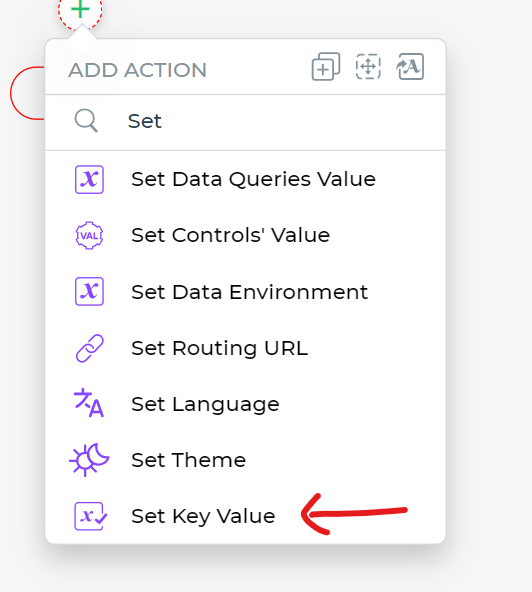 ADD ACTION
Set
Set Data Queries Value
VAL Set Controls' Value
Set Data Environment
Set Routing URL
Set Language
Set Theme
Set Key Value